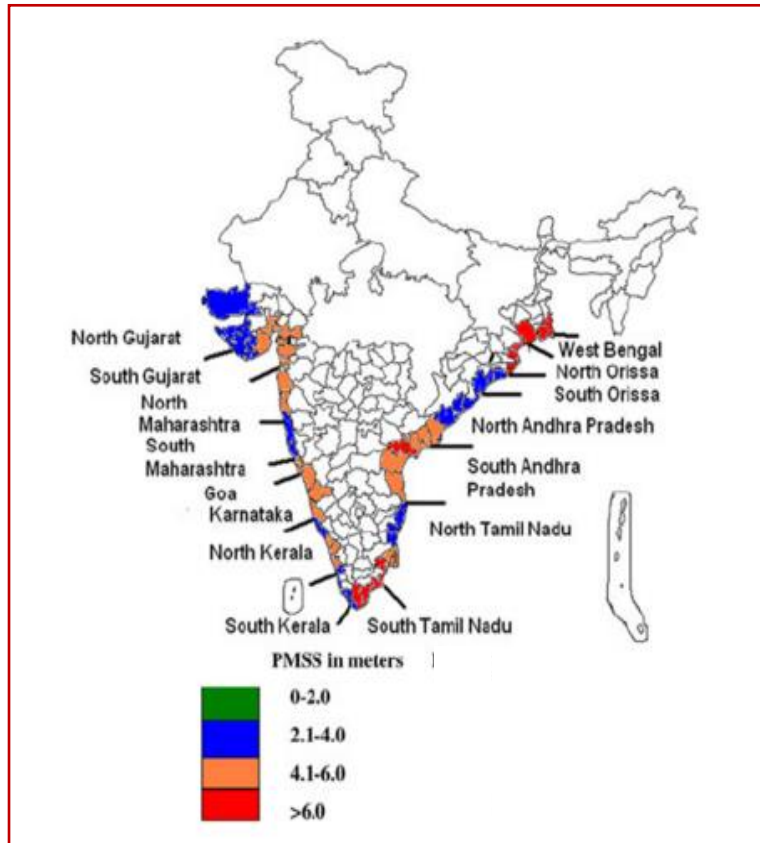 North Gujarat
South Gujarat
North
Maharashtra
South
Maharashtra
Goa
Karnataka
North Kerala
South Kerala
West Bengal
North Orissa
South Orissa
North Andhra Pradesh
South Andhra
Pradesh
North Tamil Nadu
South Tamil Nadu
PMSS in meters
0-2.0
2.1-4.0
4.1-6.0
>6.0